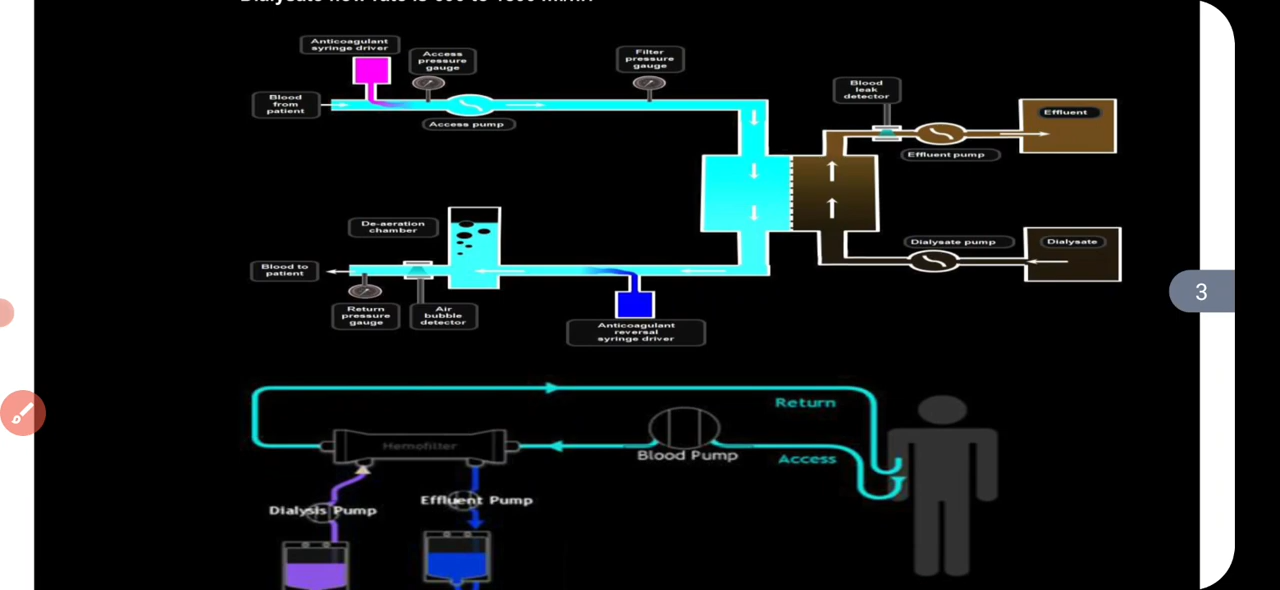 Anticoagulant
syringe driver
Access
pressure
gauge
Filter
pressure
gauge
Blood
leak
detector
Blood
from
patient
Access pump
Effluent
Effluent pump
De-aeration
chamber
Dialysate pump
Dialysate
Blood to
patient
Return
pressure
gauge
Air
bubble
detector
Anticoagulant
reversal
syringe driver
3
Return
Hemofilter
Blood Pump
Access
Effluent Pump
Dialysis Pump